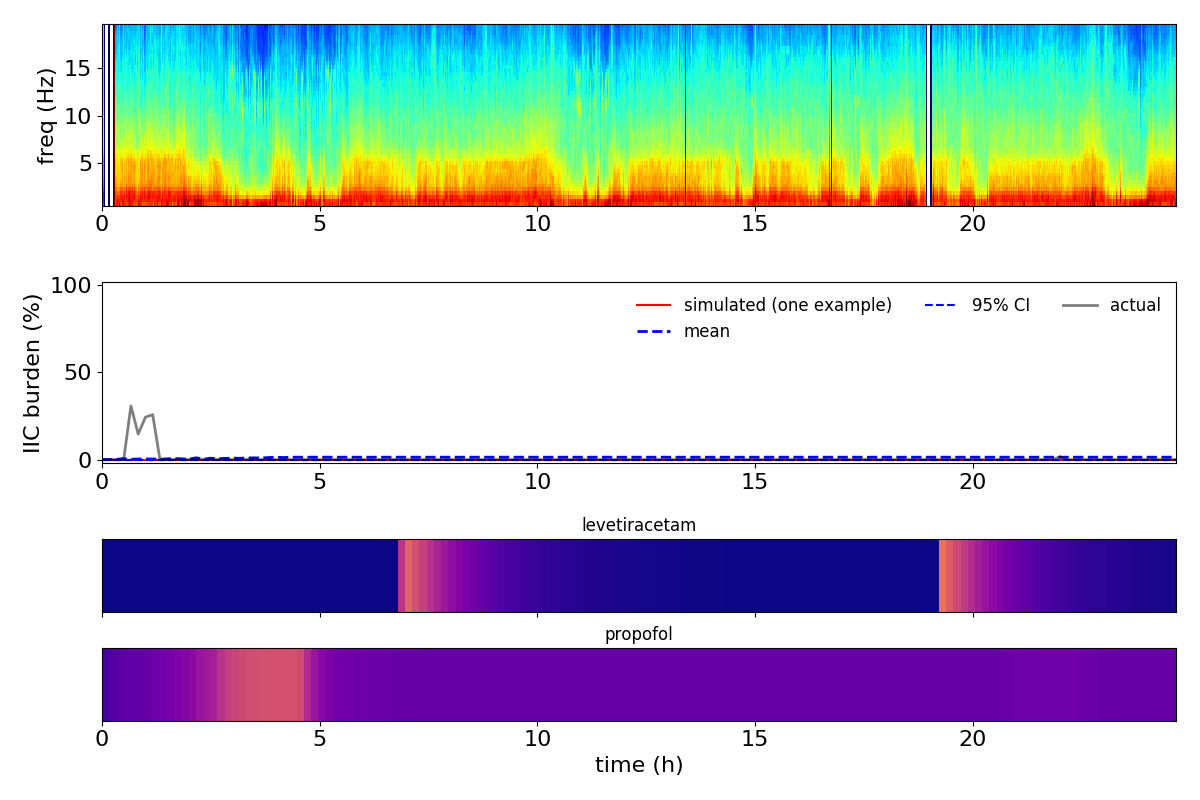 freq (Hz)
15
10
5
0 5 10 15 20
IIC burden (%)
100
50
0
simulated (one example) 95% CI actual
mean
0 5 10 15 20
levetiracetam
propofol
0 5 10 15 20
time (h)